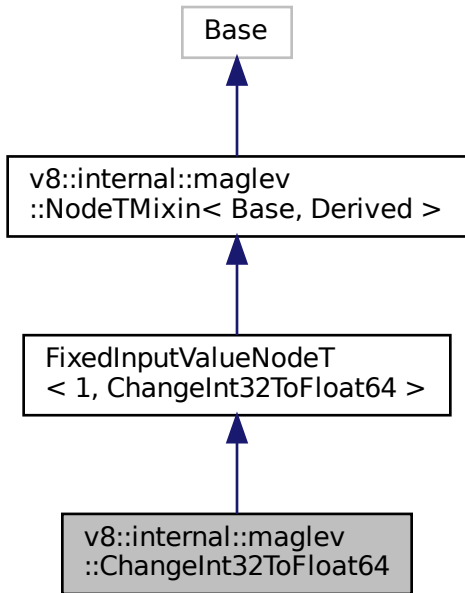 Base
v8::internal::maglev
::NodeTMixin< Base, Derived >
FixedInputValueNodeT
< 1, ChangeInt32ToFloat64 >
v8::internal::maglev
::ChangeInt32ToFloat64